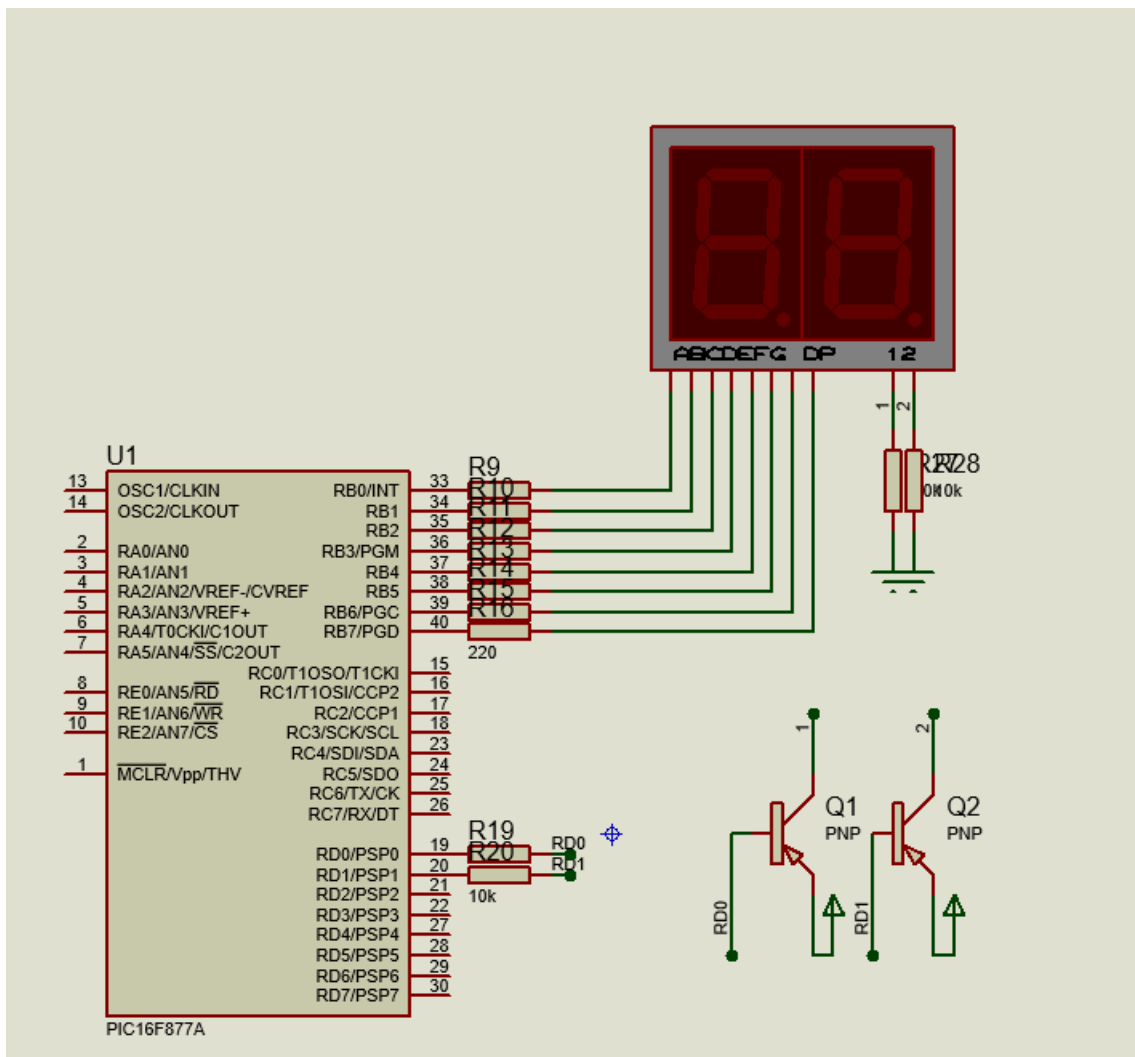 ABCDEFG DP 12
1
2
R28
10k
U1
13
OSC1/CLKIN
14
OSC2/CLKOUT
2
RA0/AN0
3
RA1/AN1
4
RA2/AN2/VREF-/CVREF
5
RA3/AN3/VREF+
6
RA4/T0CKI/C1OUT
7
RA5/AN4/SS/C2OUT
8
RE0/AN5/RD
9
RE1/AN6/WR
10
RE2/AN7/CS
1
MCLR/Vpp/THV
RB0/INT
33
RB1
34
RB2
35
RB3/PGM
36
RB4
37
RB5
38
RB6/PGC
39
RB7/PGD
40
RC0/T1OSO/T1CKI
15
RC1/T1OSI/CCP2
16
RC2/CCP1
17
RC3/SCK/SCL
18
RC4/SDI/SDA
23
RC5/SDO
24
RC6/TX/CK
25
RC7/RX/DT
26
RD0/PSP0
19
RD1/PSP1
20
RD2/PSP2
21
RD3/PSP3
22
RD4/PSP4
27
RD5/PSP5
28
RD6/PSP6
29
RD7/PSP7
30
PIC16F877A
R9
R10
R11
R12
R13
R14
R15
R16
220
R19
R20
10k
RD0
RD1
1
Q1
PNP
RD0
2
Q2
PNP
RD1